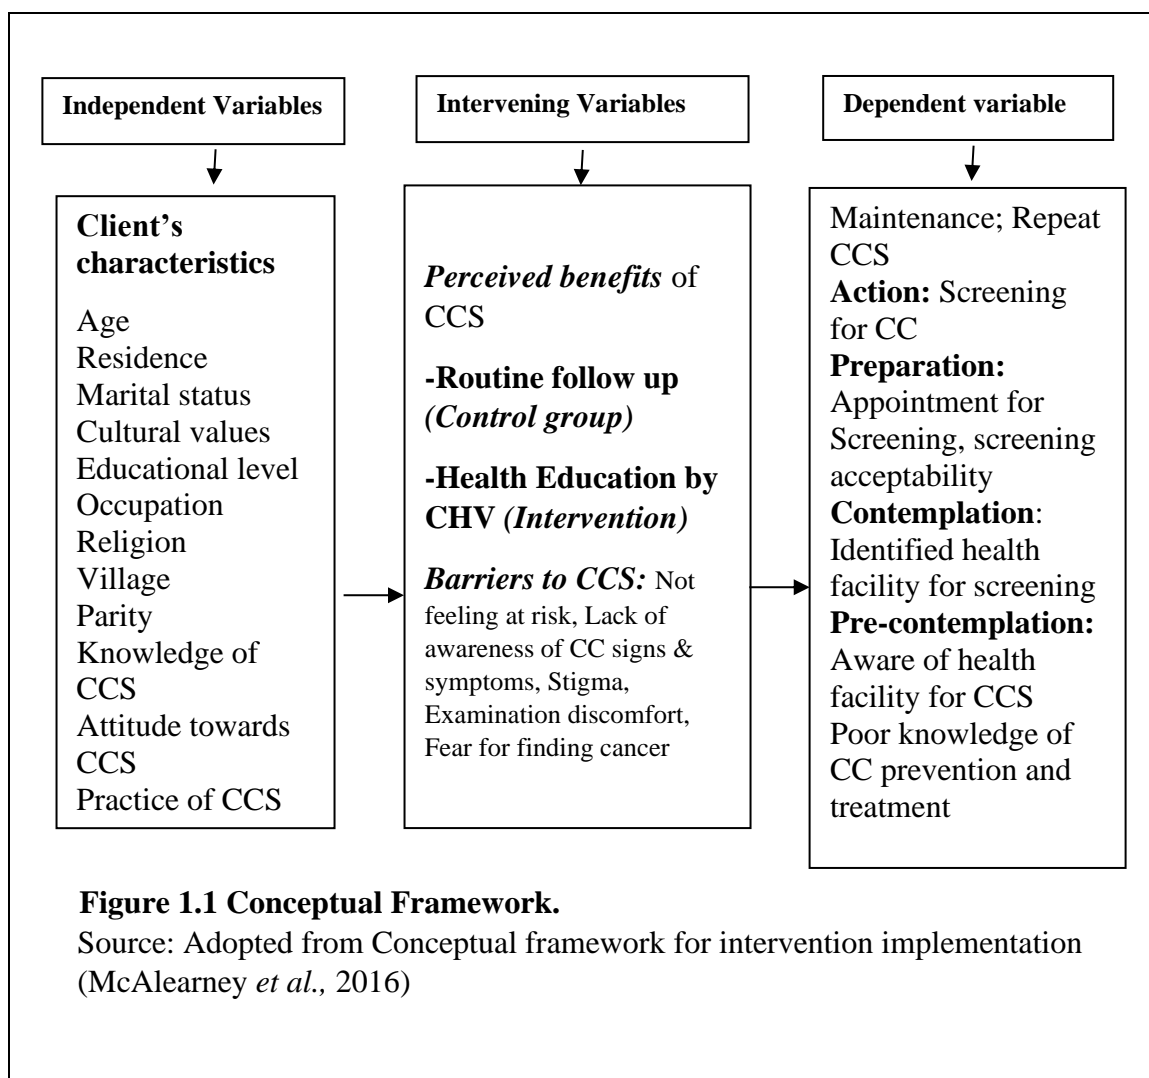 Independent Variables
Intervening Variables
Dependent variable
Client’s
characteristics
Age
Residence
Marital status
Cultural values
Educational level
Occupation
Religion
Village
Parity
Knowledge of
CCS
Attitude towards
CCS
Practice of CCS
Perceived benefits of
CCS
-Routine follow up
(Control group)
-Health Education by
CHV (Intervention)
Barriers to CCS: Not
feeling at risk, Lack of
awareness of CC signs &
symptoms, Stigma,
Examination discomfort,
Fear for finding cancer
Maintenance; Repeat
CCS
Action: Screening
for CC
Preparation:
Appointment for
Screening, screening
acceptability
Contemplation:
Identified health
facility for screening
Pre-contemplation:
Aware of health
facility for CCS
Poor knowledge of
CC prevention and
treatment
Figure 1.1 Conceptual Framework.
Source: Adopted from Conceptual framework for intervention implementation
(McAlearney et al., 2016)